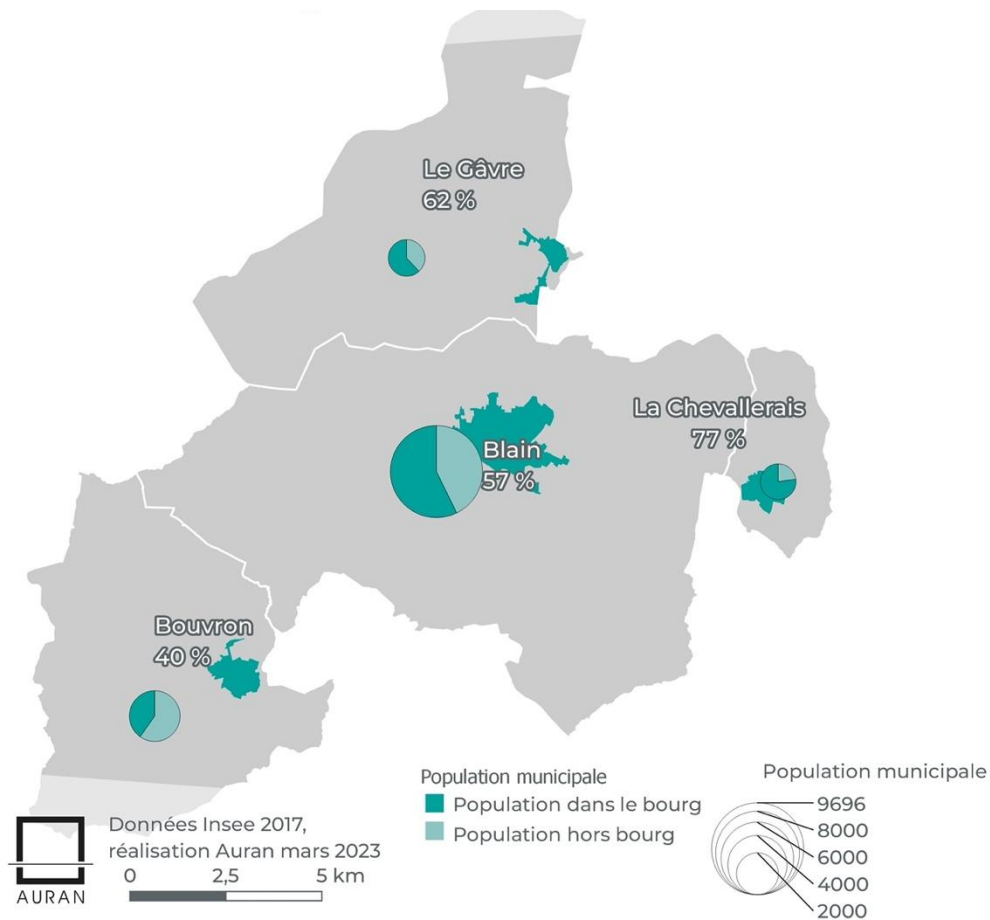 Le Gâvre
62 %
La Chevallerais
77 %
Blain
57 %
Bouvron
40 %
Population municipale
Population dans le bourg
Population hors bourg
Population municipale
9696
8000
6000
4000
2000
Données Insee 2017,
réalisation Auran mars 2023
0 2,5 5 km
AURAN